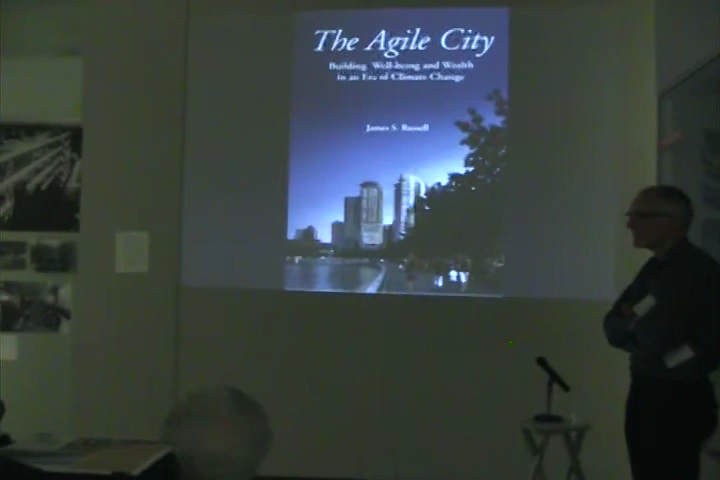 The Agile City
Building Well-being and Wealth
in an Era of Climate Change
James S. Russell